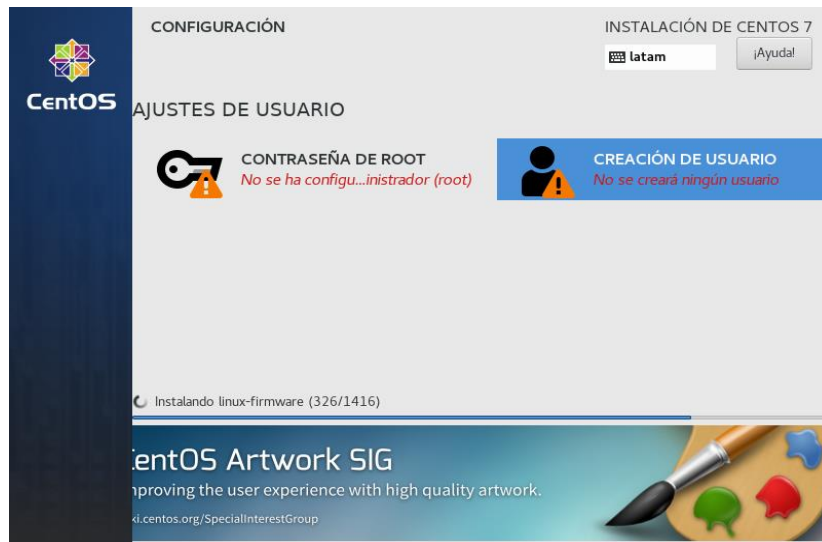 CONFIGURACIÓN
INSTALACIÓN DE CENTOS 7
latam
¡Ayuda!
CentOS
AJUSTES DE USUARIO
CONTRASEÑA DE ROOT
No se ha configu...inistrador (root)
CREACIÓN DE USUARIO
No se creará ningún usuario
Instalando linux-firmware (326/1416)
entOS Artwork SIG
proving the user experience with high quality artwork.
ki.centos.org/SpecialInterestGroup